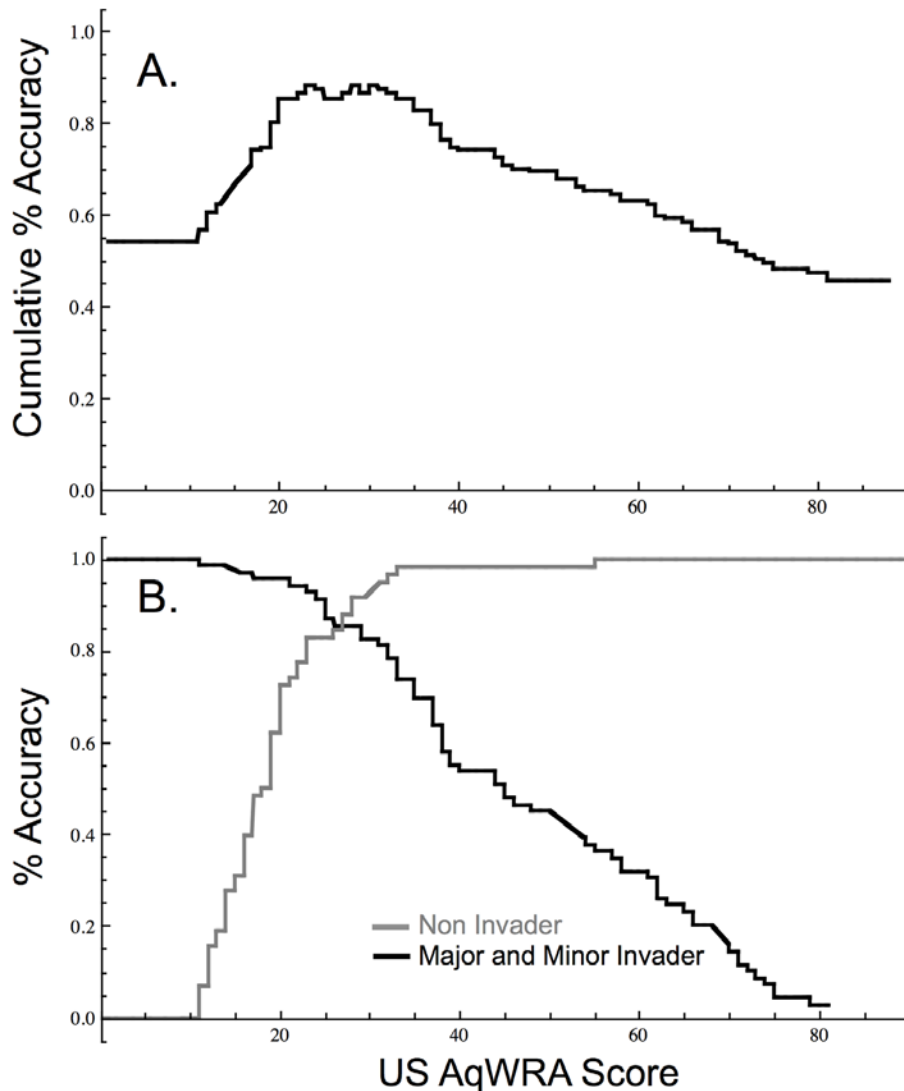 A.
Cumulative % Accuracy
1.0
0.8
0.6
0.4
0.2
0.0
20
40
60
80
B.
% Accuracy
1.0
0.8
0.6
0.4
0.2
0.0
Non Invader
Major and Minor Invader
20
40
60
80
US AqWRA Score